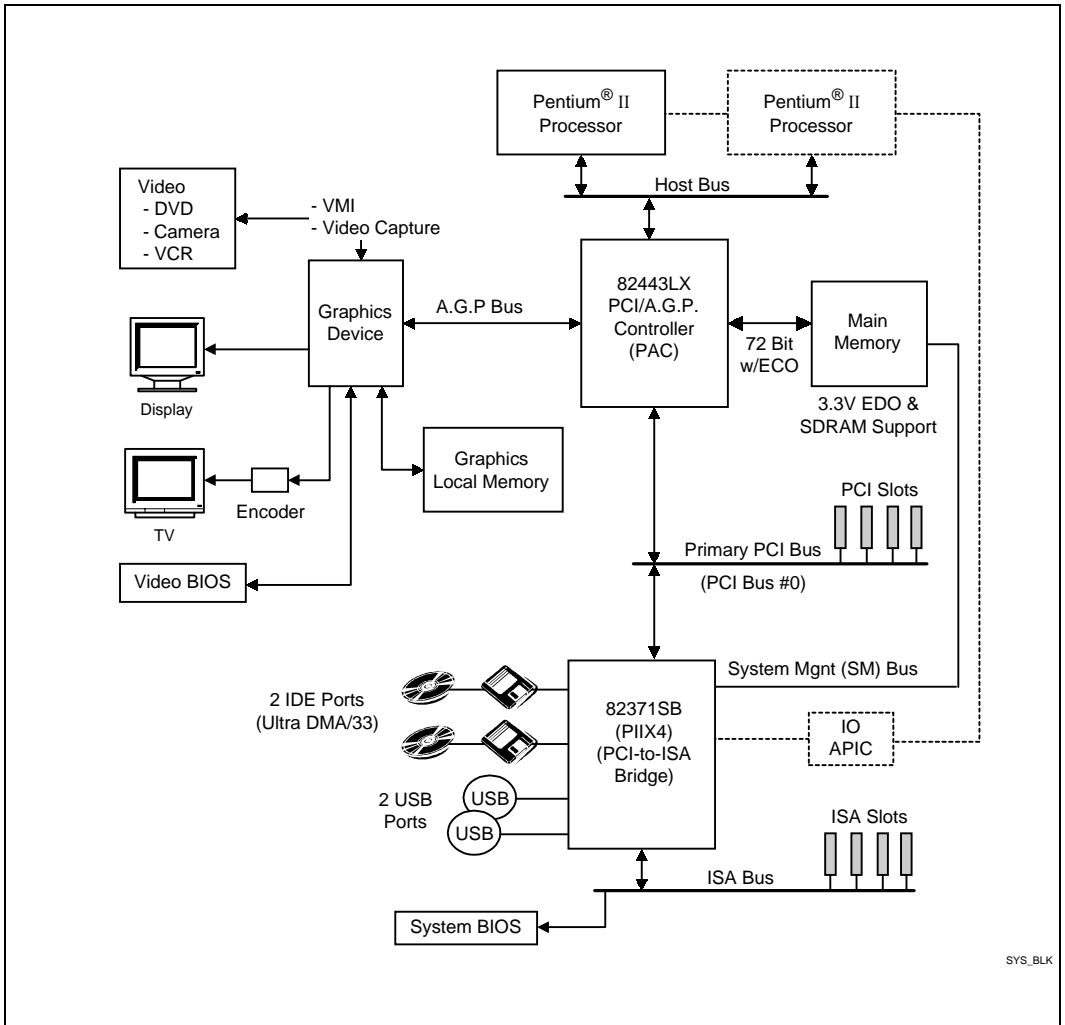 Pentium® II
Processor
Pentium® II
Processor
Host Bus
Video
- DVD
- Camera
- VCR
- VMI
- Video Capture
Graphics
Device
A.G.P Bus
82443LX
PCI/A.G.P.
Controller
(PAC)
72 Bit
w/ECO
Main
Memory
3.3V EDO &
SDRAM Support
Display
Graphics
Local Memory
TV
Encoder
Video BIOS
PCI Slots
Primary PCI Bus
(PCI Bus #0)
System Mgnt (SM) Bus
2 IDE Ports
(Ultra DMA/33)
82371SB
(PIIX4)
(PCI-to-ISA
Bridge)
IO
APIC
2 USB
Ports
USB
USB
ISA Slots
ISA Bus
System BIOS
SYS_BLK